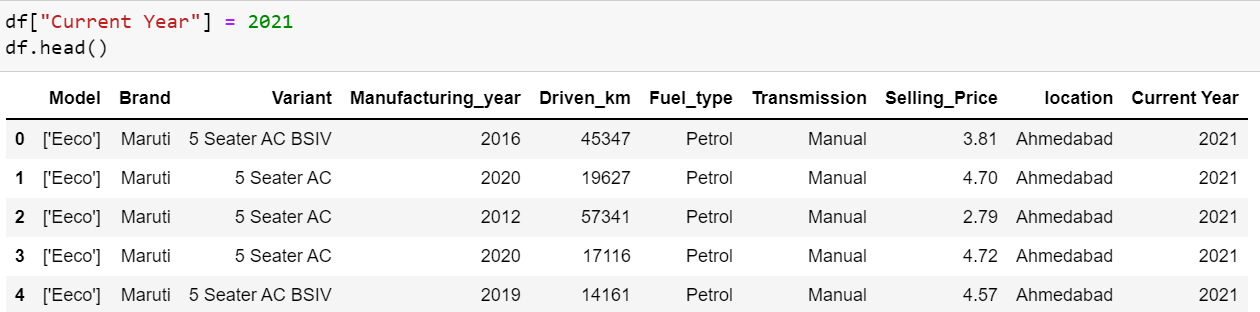 df["Current Year"] = 2021
df.head()
Model Brand Variant Manufacturing_year Driven_km Fuel_type Transmission Selling_Price location Current Year
0 ['Eeco'] Maruti 5 Seater AC BSIV 2016 45347 Petrol Manual 3.81 Ahmedabad 2021
1 ['Eeco'] Maruti 5 Seater AC 2020 19627 Petrol Manual 4.70 Ahmedabad 2021
2 ['Eeco'] Maruti 5 Seater AC 2012 57341 Petrol Manual 2.79 Ahmedabad 2021
3 ['Eeco'] Maruti 5 Seater AC 2020 17116 Petrol Manual 4.72 Ahmedabad 2021
4 ['Eeco'] Maruti 5 Seater AC BSIV 2019 14161 Petrol Manual 4.57 Ahmedabad 2021